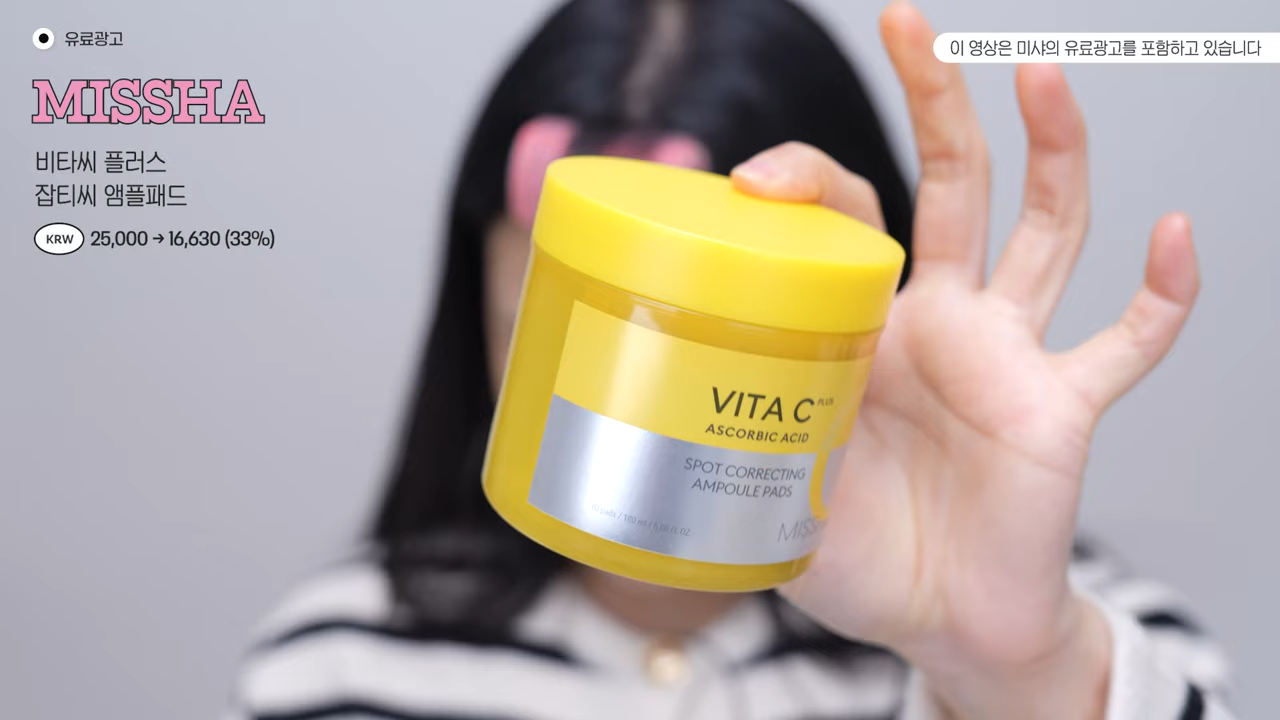 유료광고
이 영상은 미샤의 유료광고를 포함하고 있습니다
MISSHA
비타씨 플러스
잡티씨 앰플패드
KRW 25,000 → 16,630 (33%)
VITA C PLUS
ASCORBIC ACID
SPOT CORRECTING
AMPOULE PADS